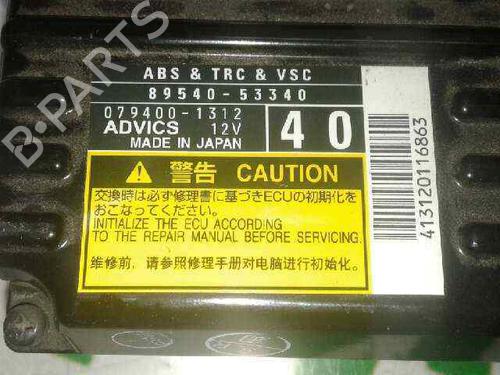 ABS & TRC & VSC
89540-53340
079400-1312
ADVICS 12V
MADE IN JAPAN
40
⚠ 警告 CAUTION
交換時は必ず修理書に基づきECUの初期化を
おこなってください。
INITIALIZE THE ECU ACCORDING
TO THE REPAIR MANUAL BEFORE SERVICING.
维修前，请参照修理手册对电脑进行初始化。
413120116863
B-PARTS